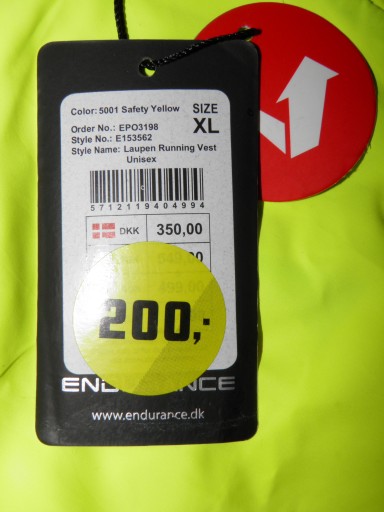 Color: 5001 Safety Yellow
SIZE
XL
Order No.: EPO3198
Style No.: E153562
Style Name: Laupen Running Vest
Unisex
5712119404994
DKK 350,00
200,-
www.endurance.dk